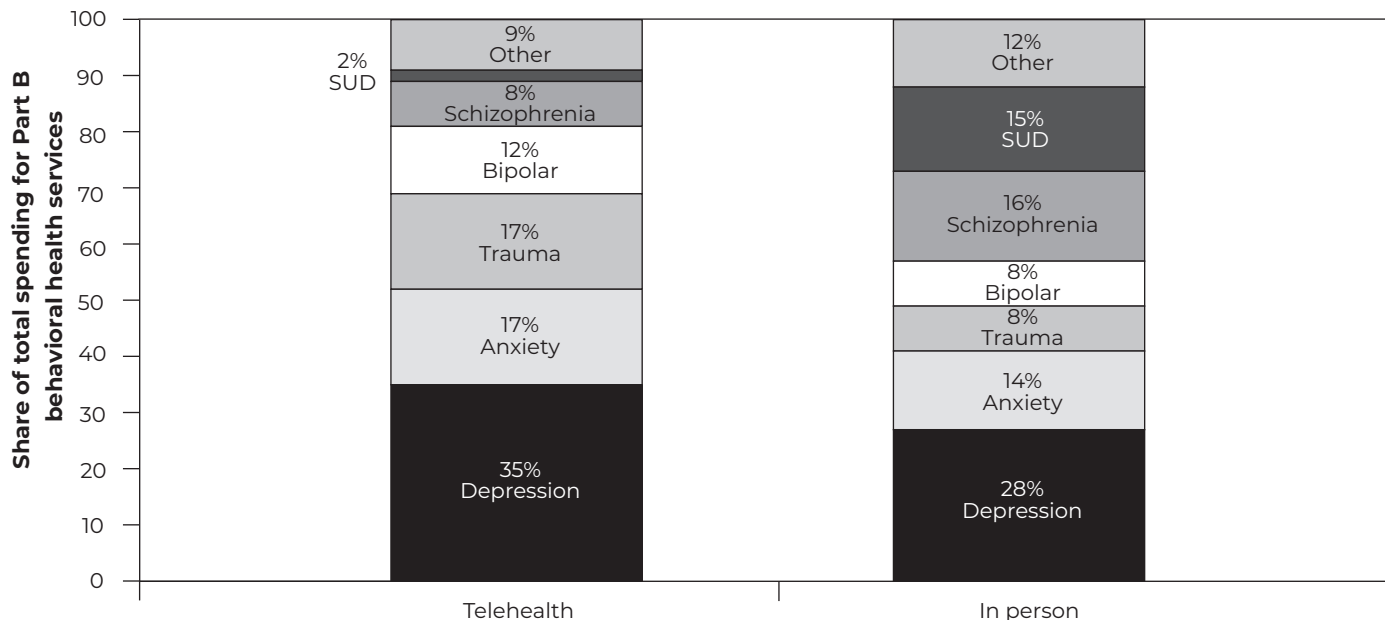 Share of total spending for Part B
behavioral health services
100
90
80
70
60
50
40
30
20
10
0
2%
SUD
9%
Other
8%
Schizophrenia
12%
Bipolar
17%
Trauma
17%
Anxiety
35%
Depression
12%
Other
15%
SUD
16%
Schizophrenia
8%
Bipolar
8%
Trauma
14%
Anxiety
28%
Depression
Telehealth
In person